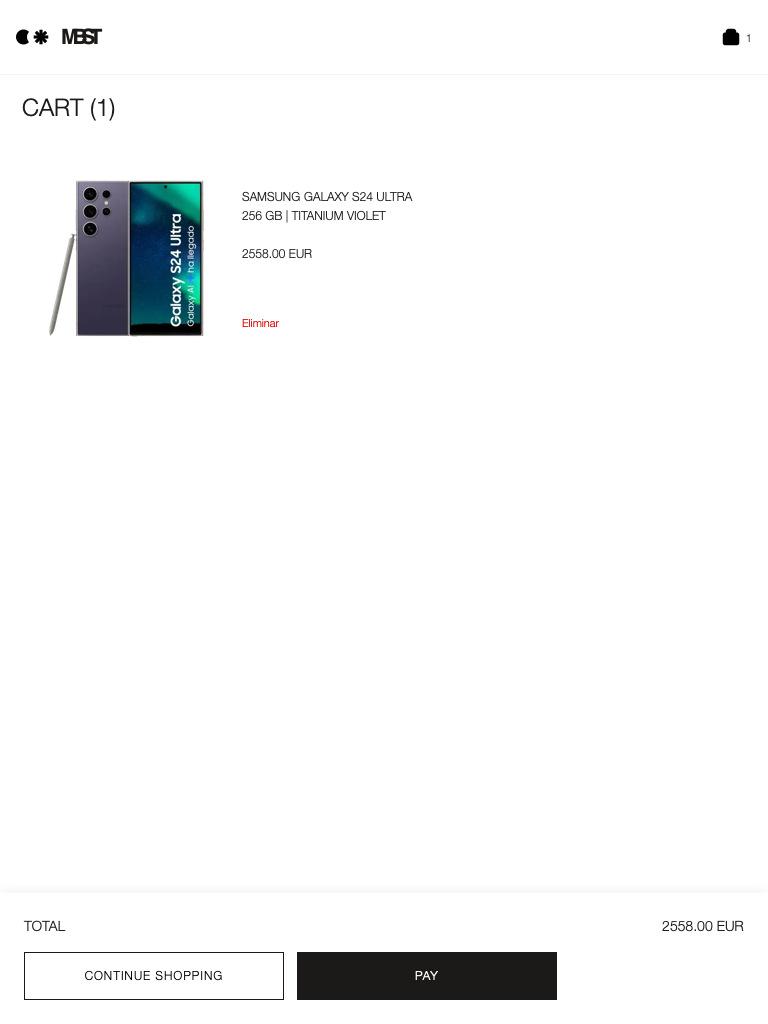 MBST
1
CART (1)
SAMSUNG GALAXY S24 ULTRA
256 GB | TITANIUM VIOLET
2558.00 EUR
Galaxy S24 Ultra
Galaxy AI ha llegado
Eliminar
TOTAL
2558.00 EUR
CONTINUE SHOPPING
PAY